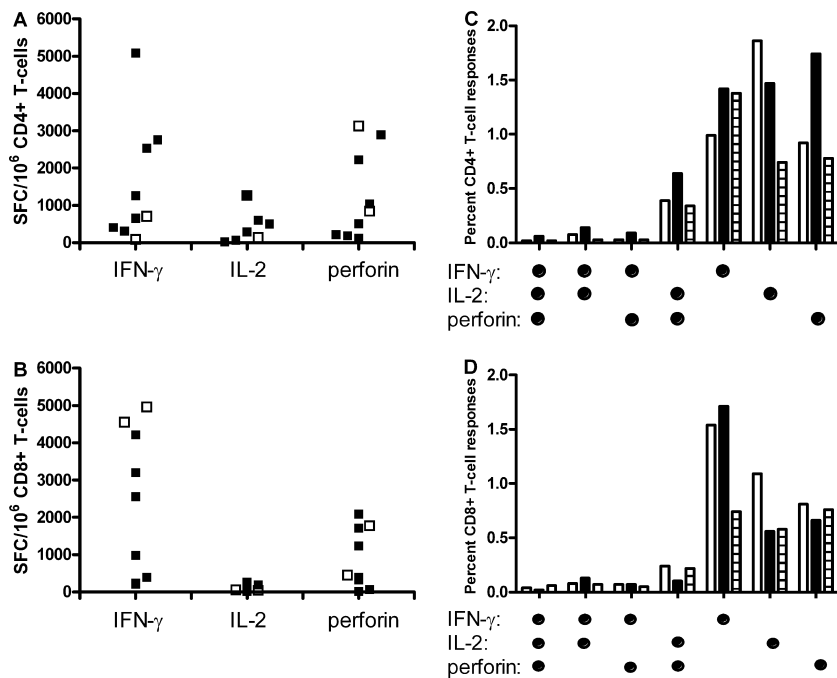 A
SFC/10⁶ CD4+ T-cells
6000
5000
4000
3000
2000
1000
0
IFN-γ IL-2 perforin
B
SFC/10⁶ CD8+ T-cells
6000
5000
4000
3000
2000
1000
0
IFN-γ IL-2 perforin
C
Percent CD4+ T-cell responses
2.0
1.5
1.0
0.5
0.0
IFN-γ:
IL-2:
perforin:
D
Percent CD8+ T-cell responses
2.0
1.5
1.0
0.5
0.0
IFN-γ:
IL-2:
perforin: